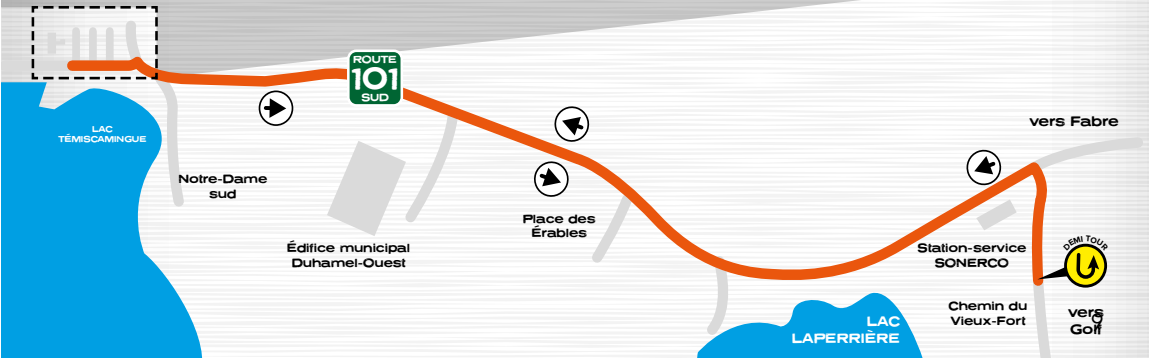 ROUTE
101
SUD
LAC
TÉMISCAMINGUE
vers Fabre
Notre-Dame
sud
Place des
Érables
Édifice municipal
Duhamel-Ouest
Station-service
SONERCO
DEMI TOUR
Chemin du
Vieux-Fort
vers
Golf
LAC
LAPERRIÈRE